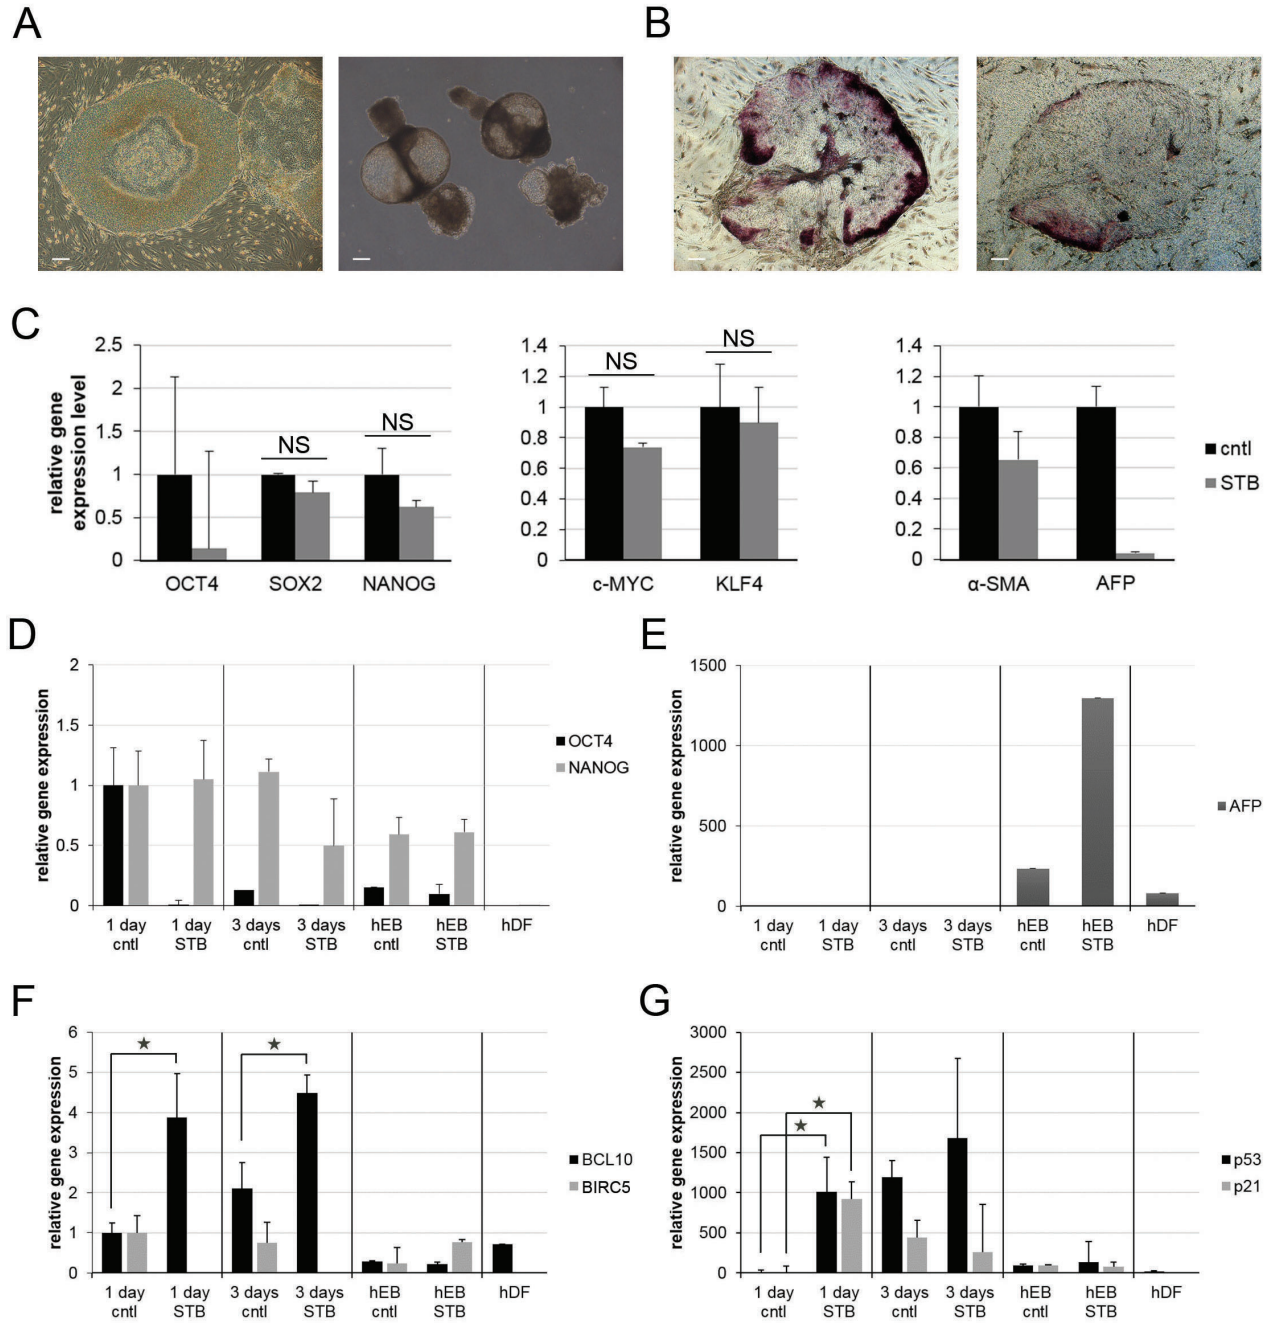 A
B
C
relative gene
expression level
2.5
2
1.5
1
0.5
0
NS
NS
OCT4
SOX2
NANOG
1.4
1.2
1
0.8
0.6
0.4
0.2
0
NS
NS
c-MYC
KLF4
1.4
1.2
1
0.8
0.6
0.4
0.2
0
α-SMA
AFP
cntl
STB
D
relative gene expression
2
1.5
1
0.5
0
1 day
cntl
1 day
STB
3 days
cntl
3 days
STB
hEB
cntl
hEB
STB
hDF
OCT4
NANOG
E
relative gene expression
1500
1000
500
0
1 day
cntl
1 day
STB
3 days
cntl
3 days
STB
hEB
cntl
hEB
STB
hDF
AFP
F
relative gene expression
6
5
4
3
2
1
0
1 day
cntl
1 day
STB
3 days
cntl
3 days
STB
hEB
cntl
hEB
STB
hDF
BCL10
BIRC5
G
relative gene expression
3000
2500
2000
1500
1000
500
0
1 day
cntl
1 day
STB
3 days
cntl
3 days
STB
hEB
cntl
hEB
STB
hDF
p53
p21